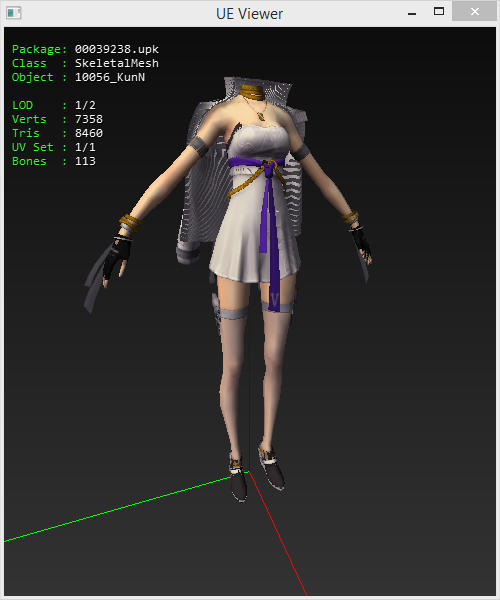 UE Viewer
Package: 00039238.upk
Class : SkeletalMesh
Object : 10056_KunN
LOD : 1/2
Verts : 7358
Tris : 8460
UV Set : 1/1
Bones : 113
V